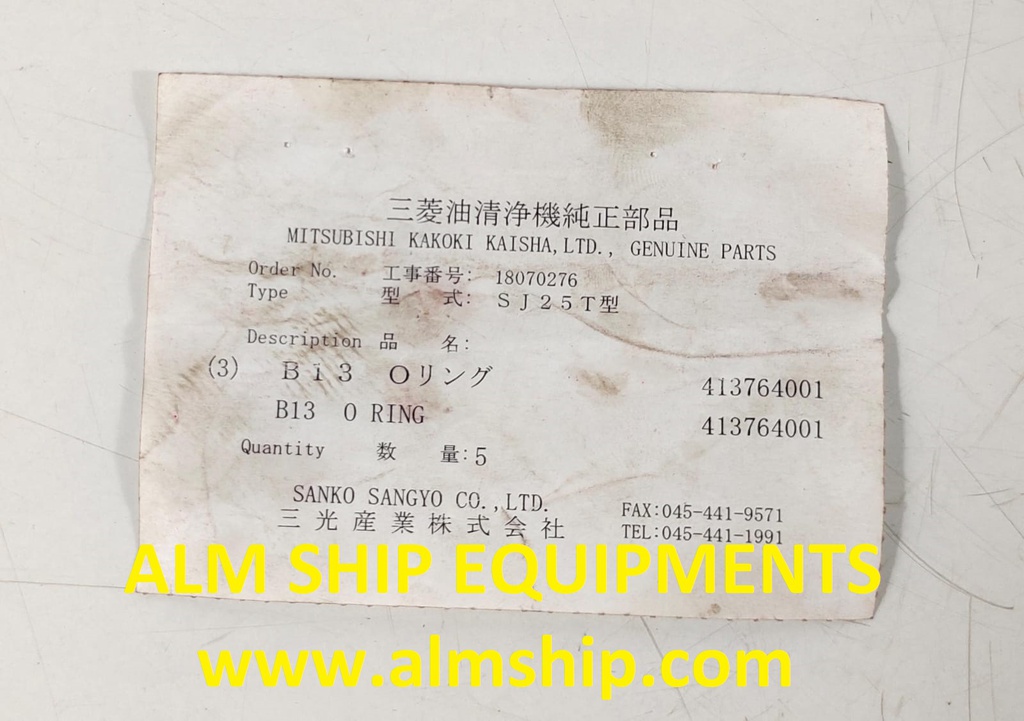 三菱油清浄機純正部品
MITSUBISHI KAKOKI KAISHA,LTD., GENUINE PARTS
Order No. 工事番号: 18070276
Type 型 式: ＳＪ２５Ｔ型
Description 品 名:
(3) Ｂ１３ Ｏリング 413764001
B13 O RING 413764001
Quantity 数 量:5
SANKO SANGYO CO.,LTD. FAX:045-441-9571
三光産業株式会社 TEL:045-441-1991
ALM SHIP EQUIPMENTS
www.almship.com